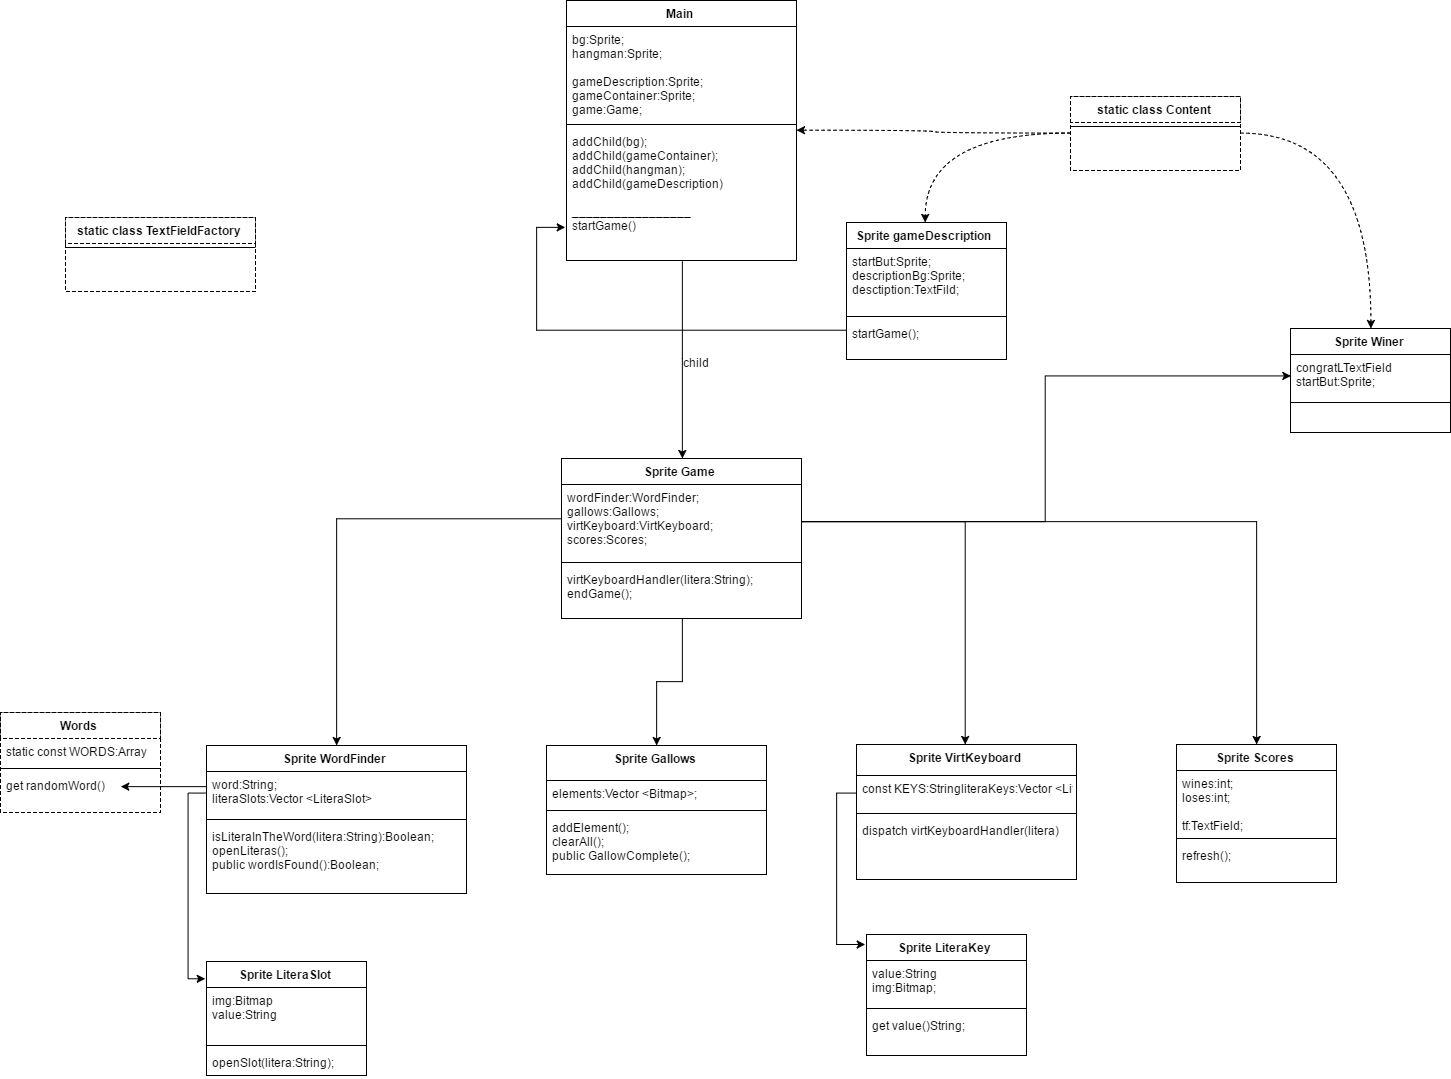 Main
bg:Sprite;
hangman:Sprite;
gameDescription:Sprite;
gameContainer:Sprite;
game:Game;
addChild(bg);
addChild(gameContainer);
addChild(hangman);
addChild(gameDescription)
__________________
startGame()
static class Content
static class TextFieldFactory
Sprite gameDescription
startBut:Sprite;
descriptionBg:Sprite;
desctiption:TextFild;
startGame();
Sprite Winer
congratLTextField
startBut:Sprite;
child
Sprite Game
wordFinder:WordFinder;
gallows:Gallows;
virtKeyboard:VirtKeyboard;
scores:Scores;
virtKeyboardHandler(litera:String);
endGame();
Words
static const WORDS:Array
get randomWord()
Sprite WordFinder
word:String;
literaSlots:Vector <LiteraSlot>
isLiteraInTheWord(litera:String):Boolean;
openLiteras();
public wordIsFound():Boolean;
Sprite Gallows
elements:Vector <Bitmap>;
addElement();
clearAll();
public GallowComplete();
Sprite VirtKeyboard
const KEYS:StringliteraKeys:Vector <Li
dispatch virtKeyboardHandler(litera)
Sprite Scores
wines:int;
loses:int;
tf:TextField;
refresh();
Sprite LiteraSlot
img:Bitmap
value:String
openSlot(litera:String);
Sprite LiteraKey
value:String
img:Bitmap;
get value()String;